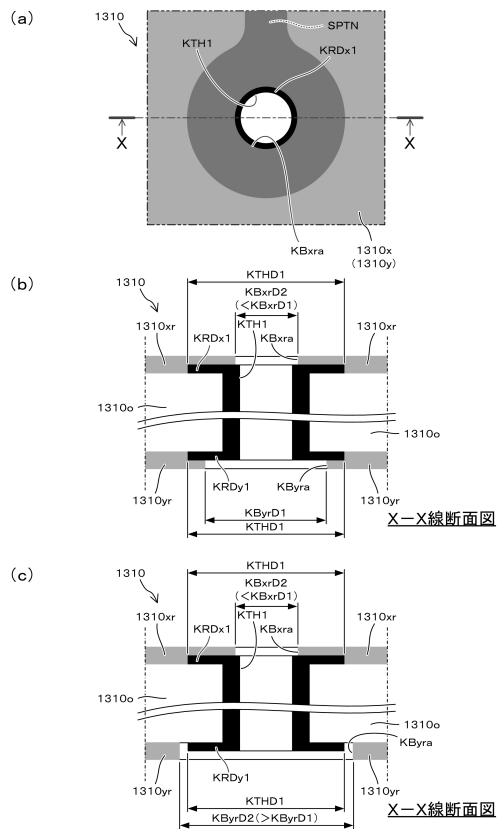 (a)
1310
SPTN
KTH1
KRDx1
X
X
KBxra
1310x
(1310y)
(b)
KTHD1
1310
KBxrD2
(<KBxrD1)
1310xr
KTH1
KBxra
1310xr
KRDx1
1310o
1310o
1310yr
KRDy1
KByra
1310yr
KByrD1
KTHD1
X-X線断面図
(c)
KTHD1
1310
KBxrD2
(<KBxrD1)
1310xr
KTH1
KBxra
1310xr
KRDx1
1310o
1310o
KByra
1310yr
KRDy1
1310yr
KTHD1
KByrD2(>KByrD1)
X-X線断面図